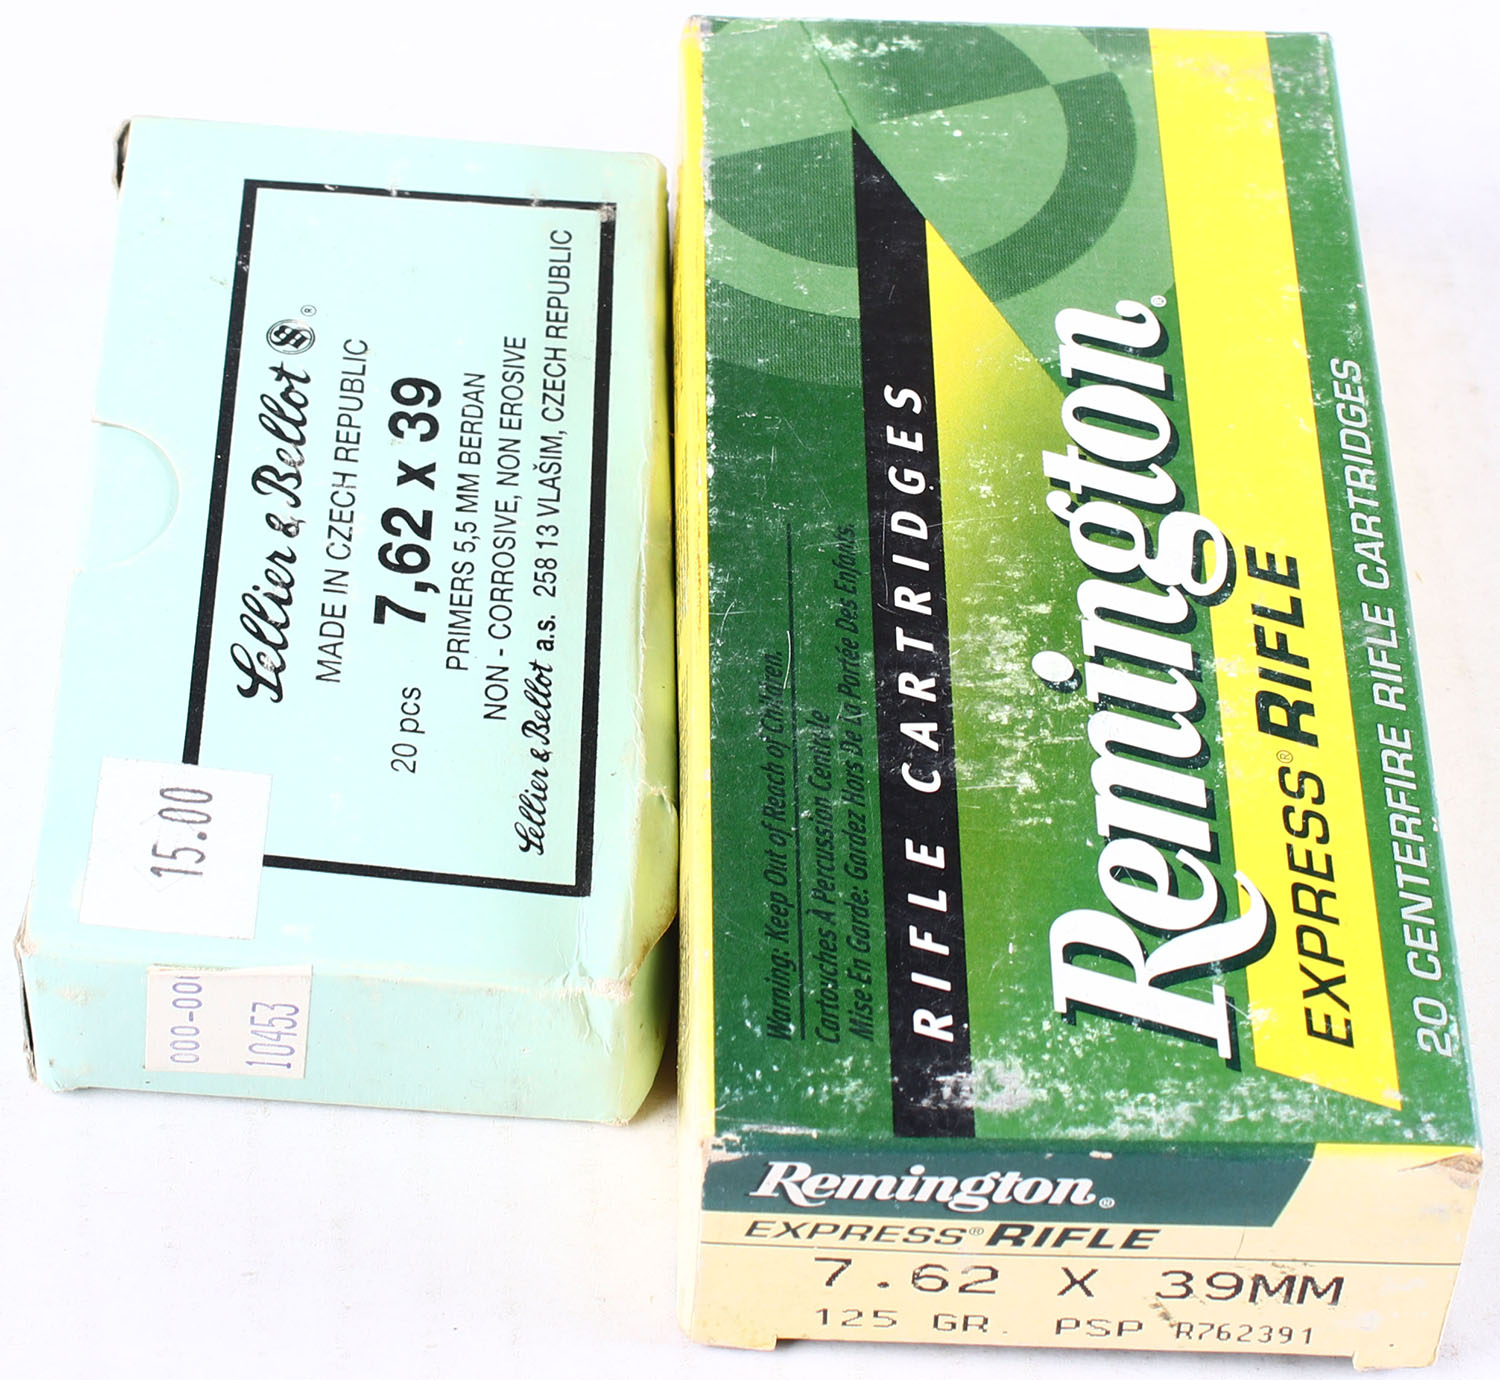 Sellier & Bellot ®
MADE IN CZECH REPUBLIC
20 pcs 7,62 x 39
PRIMERS 5,5 MM BERDAN
NON - CORROSIVE, NON EROSIVE
Sellier & Bellot a.s. 258 13 VLAŠIM, CZECH REPUBLIC
15.00
000-00
10453
Warning: Keep Out of Reach of Children.
Cartouches À Percussion Centrale
Mise En Garde: Gardez Hors De La Portée Des Enfants.
RIFLE CARTRIDGES
Remington®
EXPRESS® RIFLE
20 CENTERFIRE RIFLE CARTRIDGES
Remington®
EXPRESS® RIFLE
7.62 X 39MM
125 GR. PSP R762391